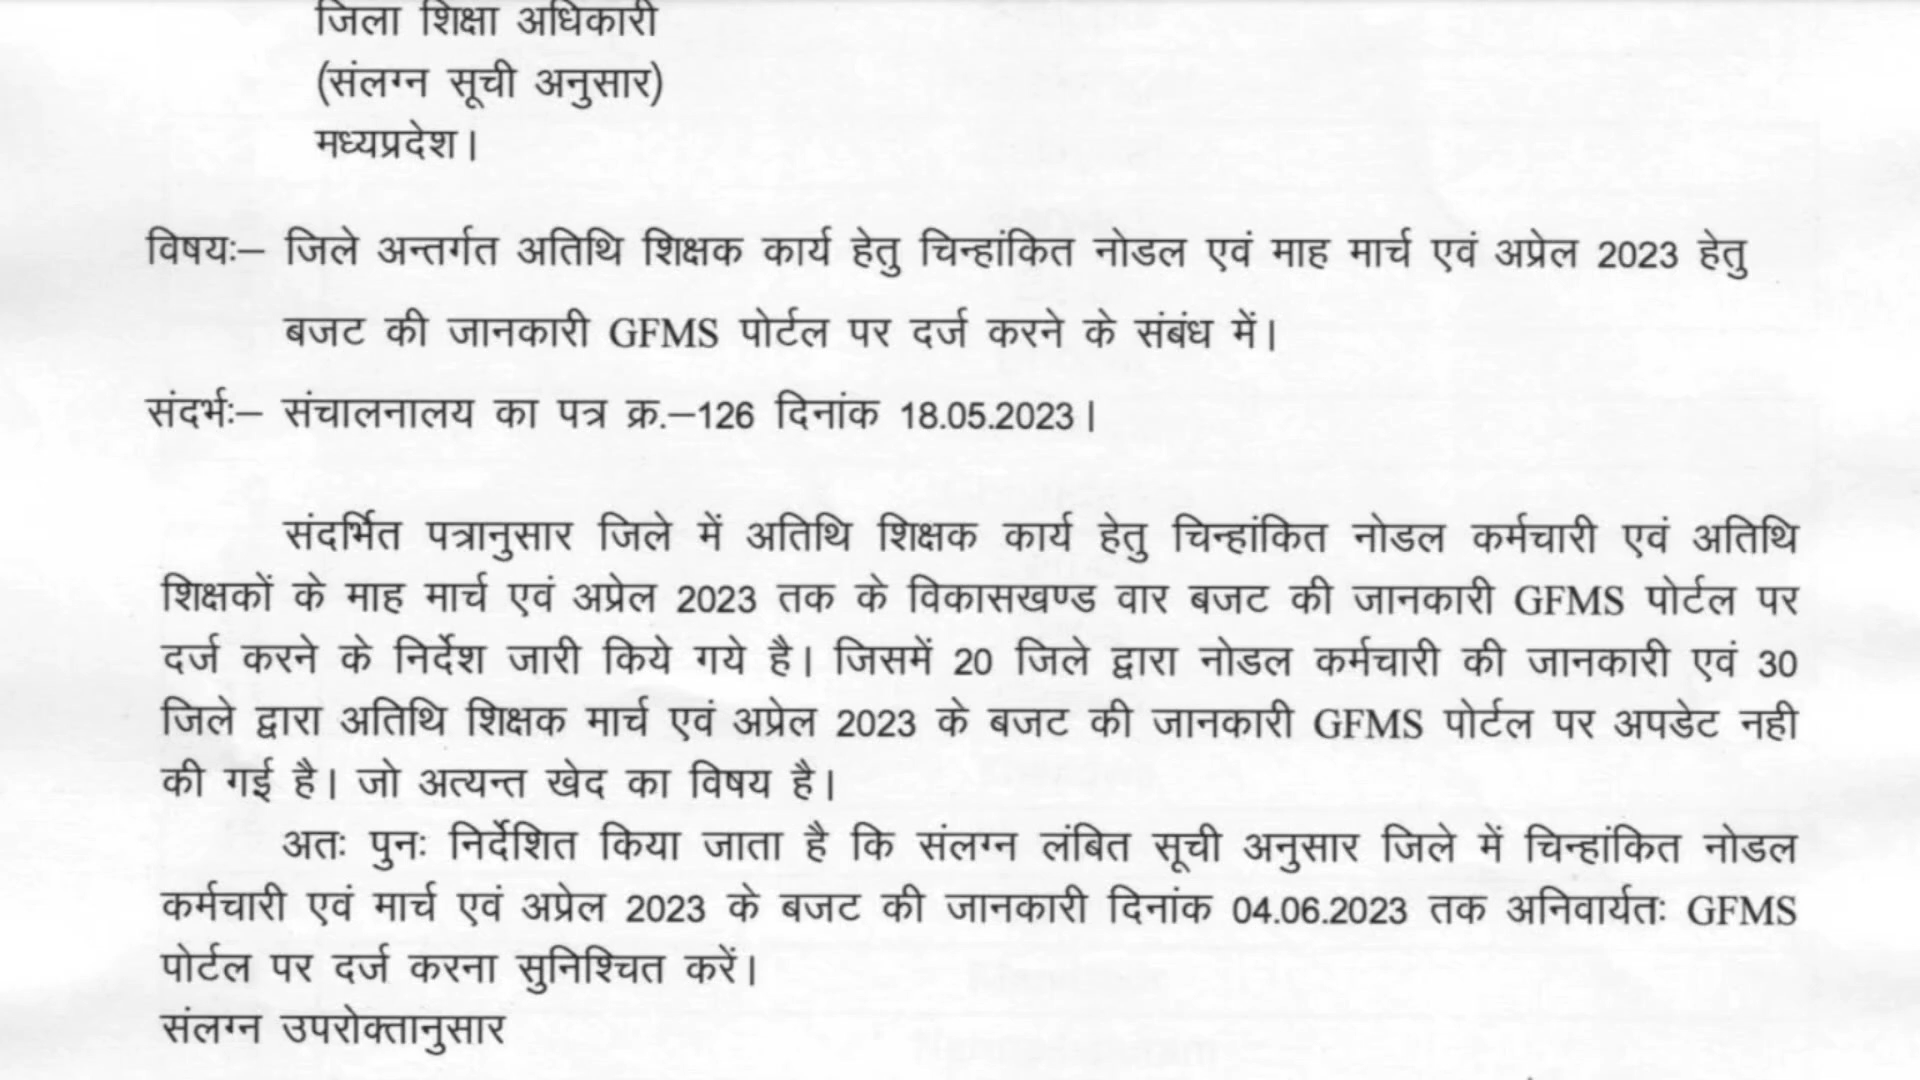 जिला शिक्षा अधिकारी
(संलग्न सूची अनुसार)
मध्यप्रदेश।
विषयः– जिले अन्तर्गत अतिथि शिक्षक कार्य हेतु चिन्हांकित नोडल एवं माह मार्च एवं अप्रेल 2023 हेतु
बजट की जानकारी GFMS पोर्टल पर दर्ज करने के संबंध में।
संदर्भः– संचालनालय का पत्र क्र.–126 दिनांक 18.05.2023।
संदर्भित पत्रानुसार जिले में अतिथि शिक्षक कार्य हेतु चिन्हांकित नोडल कर्मचारी एवं अतिथि
शिक्षकों के माह मार्च एवं अप्रेल 2023 तक के विकासखण्ड वार बजट की जानकारी GFMS पोर्टल पर
दर्ज करने के निर्देश जारी किये गये है। जिसमें 20 जिले द्वारा नोडल कर्मचारी की जानकारी एवं 30
जिले द्वारा अतिथि शिक्षक मार्च एवं अप्रेल 2023 के बजट की जानकारी GFMS पोर्टल पर अपडेट नही
की गई है। जो अत्यन्त खेद का विषय है।
अतः पुनः निर्देशित किया जाता है कि संलग्न लंबित सूची अनुसार जिले में चिन्हांकित नोडल
कर्मचारी एवं मार्च एवं अप्रेल 2023 के बजट की जानकारी दिनांक 04.06.2023 तक अनिवार्यतः GFMS
पोर्टल पर दर्ज करना सुनिश्चित करें।
संलग्न उपरोक्तानुसार